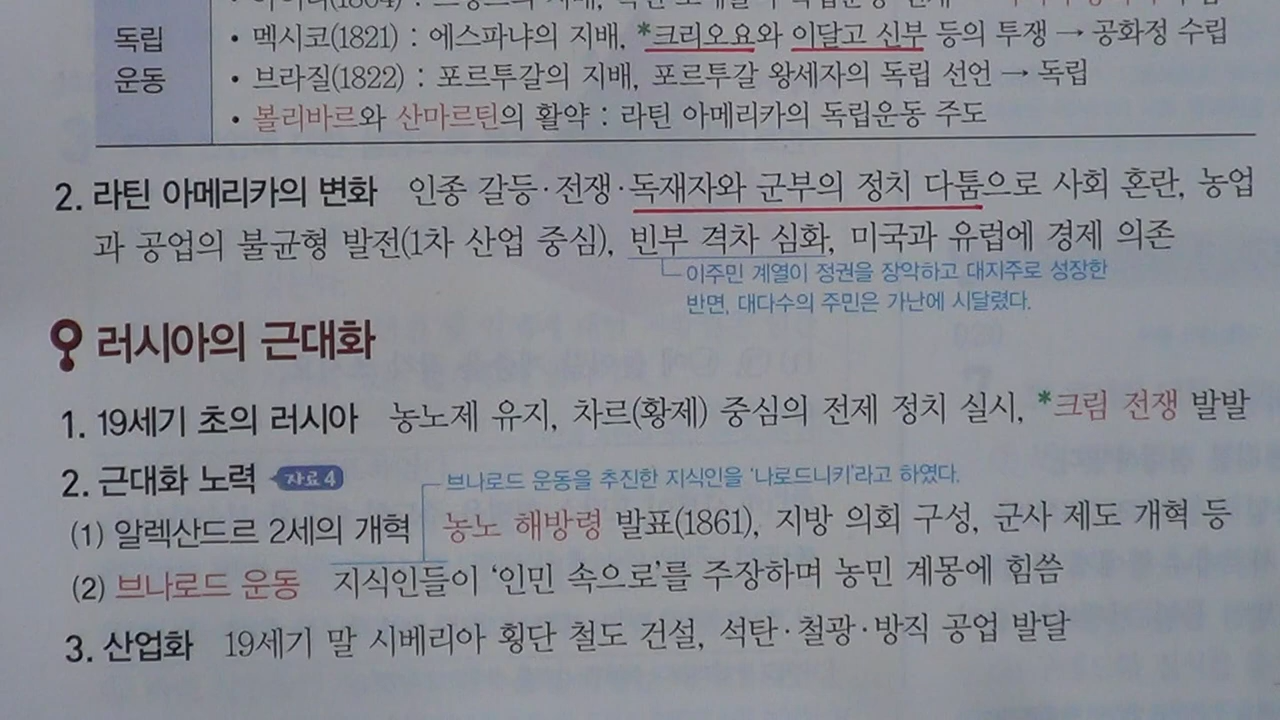 독립
운동
• 멕시코(1821) : 에스파냐의 지배, *크리오요와 이달고 신부 등의 투쟁 → 공화정 수립
• 브라질(1822) : 포르투갈의 지배, 포르투갈 왕세자의 독립 선언 → 독립
• 볼리바르와 산마르틴의 활약 : 라틴 아메리카의 독립운동 주도
2. 라틴 아메리카의 변화 인종 갈등·전쟁·독재자와 군부의 정치 다툼으로 사회 혼란, 농업
과 공업의 불균형 발전(1차 산업 중심), 빈부 격차 심화, 미국과 유럽에 경제 의존
이주민 계열이 정권을 장악하고 대지주로 성장한
반면, 대다수의 주민은 가난에 시달렸다.
러시아의 근대화
1. 19세기 초의 러시아 농노제 유지, 차르(황제) 중심의 전제 정치 실시, *크림 전쟁 발발
2. 근대화 노력 자료4
브나로드 운동을 추진한 지식인을 '나로드니키'라고 하였다.
(1) 알렉산드르 2세의 개혁 농노 해방령 발표(1861), 지방 의회 구성, 군사 제도 개혁 등
(2) 브나로드 운동 지식인들이 '인민 속으로'를 주장하며 농민 계몽에 힘씀
3. 산업화 19세기 말 시베리아 횡단 철도 건설, 석탄·철광·방직 공업 발달